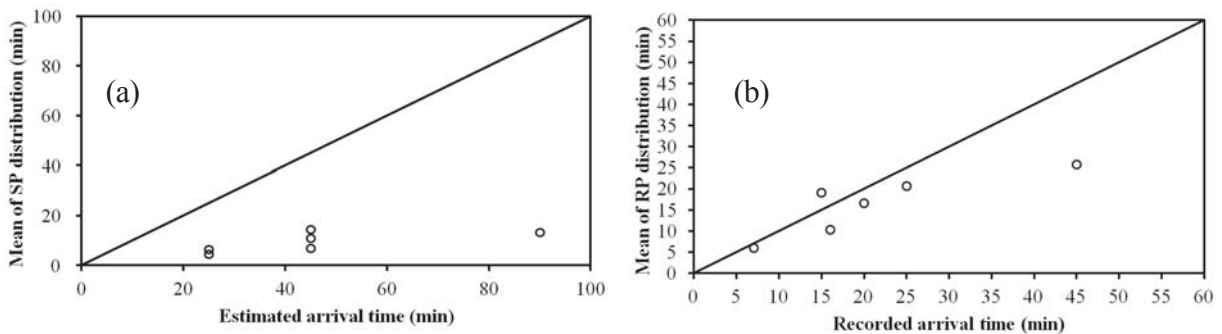 Mean of SP distribution (min)
100
80
60
40
20
0
(a)
0 20 40 60 80 100
Estimated arrival time (min)
Mean of RP distribution (min)
60
55
50
45
40
35
30
25
20
15
10
5
0
(b)
0 5 10 15 20 25 30 35 40 45 50 55 60
Recorded arrival time (min)